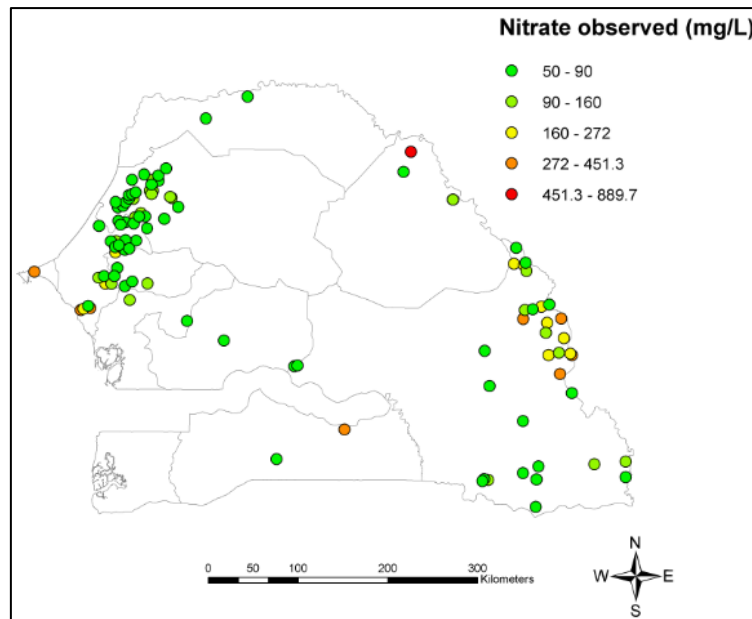 Nitrate observed (mg/L)
50 - 90
90 - 160
160 - 272
272 - 451.3
451.3 - 889.7
N
W E
S
0 50 100 200 300
Kilometers